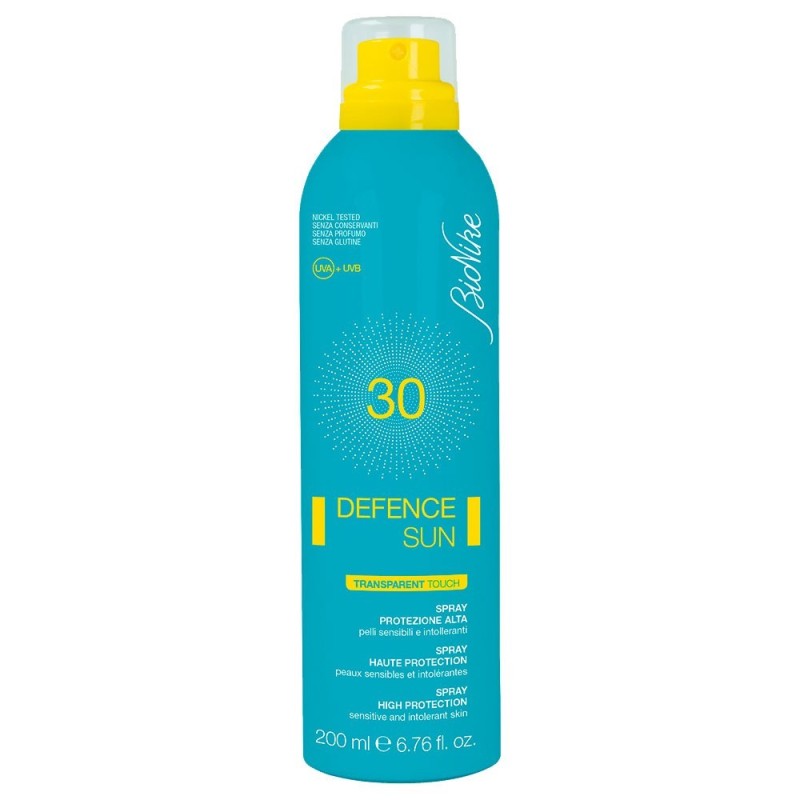 NICKEL TESTED
SENZA CONSERVANTI
SENZA PROFUMO
SENZA GLUTINE
UVA + UVB
BioNike
30
DEFENCE
SUN
TRANSPARENT TOUCH
SPRAY
PROTEZIONE ALTA
pelli sensibili e intolleranti
SPRAY
HAUTE PROTECTION
peaux sensibles et intolérantes
SPRAY
HIGH PROTECTION
sensitive and intolerant skin
200 ml ℮ 6.76 fl. oz.